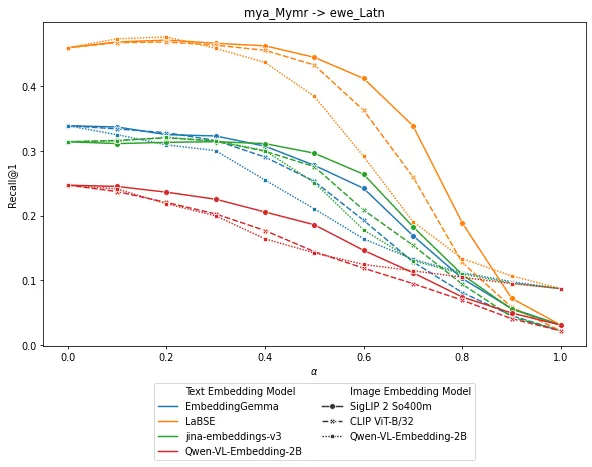 mya_Mymr -> ewe_Latn
Recall@1
0.4
0.3
0.2
0.1
0.0
0.0 0.2 0.4 0.6 0.8 1.0
α
Text Embedding Model Image Embedding Model
EmbeddingGemma SigLIP 2 So400m
LaBSE CLIP ViT-B/32
jina-embeddings-v3 Qwen-VL-Embedding-2B
Qwen-VL-Embedding-2B